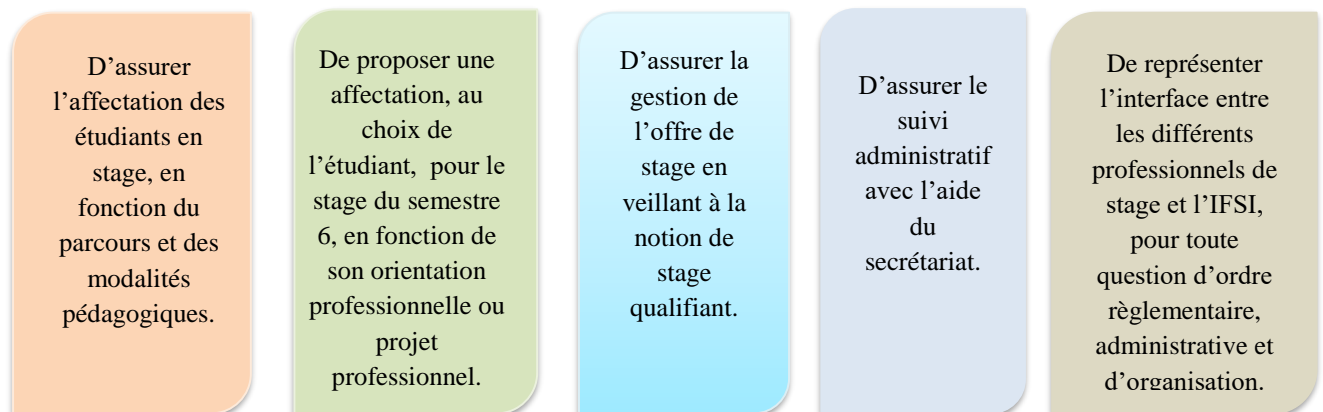 D’assurer
l’affectation des
étudiants en
stage, en
fonction du
parcours et des
modalités
pédagogiques.
De proposer une
affectation, au
choix de
l’étudiant, pour le
stage du semestre
6, en fonction de
son orientation
professionnelle ou
projet
professionnel.
D’assurer la
gestion de
l’offre de
stage en
veillant à la
notion de
stage
qualifiant.
D’assurer le
suivi
administratif
avec l’aide
du
secrétariat.
De représenter
l’interface entre
les différents
professionnels de
stage et l’IFSI,
pour toute
question d’ordre
règlementaire,
administrative et
d’organisation.